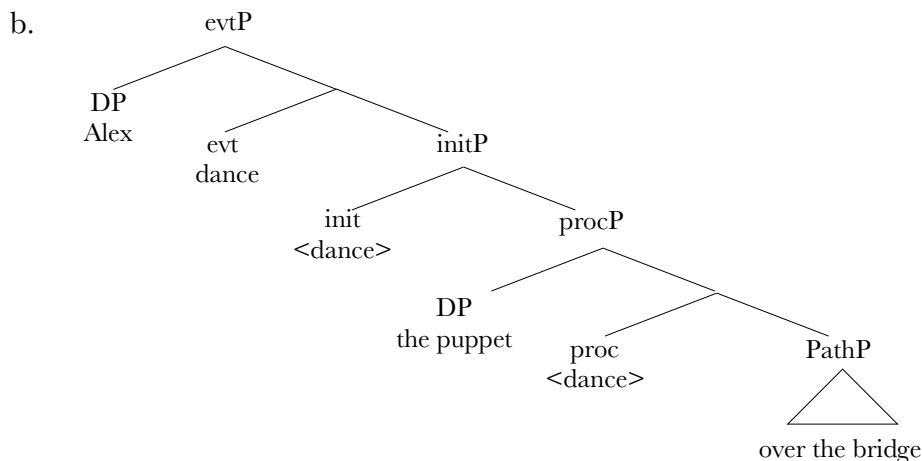 b.
evtP
DP
Alex
evt
dance
initP
init
<dance>
procP
DP
the puppet
proc
<dance>
PathP
over the bridge